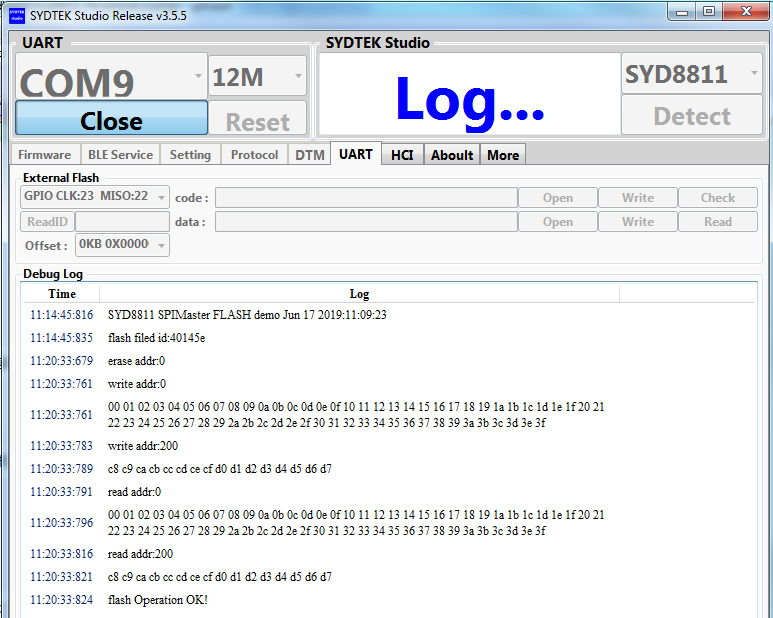 SYDTEK Studio Release v3.5.5
UART
COM9
12M
Close
Reset
SYDTEK Studio
Log...
SYD8811
Detect
Firmware BLE Service Setting Protocol DTM UART HCI Aboult More
External Flash
GPIO CLK:23 MISO:22 code : Open Write Check
ReadID data : Open Write Read
Offset : 0KB 0X0000
Debug Log
Time Log
11:14:45:816 SYD8811 SPIMaster FLASH demo Jun 17 2019:11:09:23
11:14:45:835 flash filed id:40145e
11:20:33:679 erase addr:0
11:20:33:761 write addr:0
11:20:33:761 00 01 02 03 04 05 06 07 08 09 0a 0b 0c 0d 0e 0f 10 11 12 13 14 15 16 17 18 19 1a 1b 1c 1d 1e 1f 20 21
22 23 24 25 26 27 28 29 2a 2b 2c 2d 2e 2f 30 31 32 33 34 35 36 37 38 39 3a 3b 3c 3d 3e 3f
11:20:33:783 write addr:200
11:20:33:789 c8 c9 ca cb cc cd ce cf d0 d1 d2 d3 d4 d5 d6 d7
11:20:33:791 read addr:0
11:20:33:796 00 01 02 03 04 05 06 07 08 09 0a 0b 0c 0d 0e 0f 10 11 12 13 14 15 16 17 18 19 1a 1b 1c 1d 1e 1f 20 21
22 23 24 25 26 27 28 29 2a 2b 2c 2d 2e 2f 30 31 32 33 34 35 36 37 38 39 3a 3b 3c 3d 3e 3f
11:20:33:816 read addr:200
11:20:33:821 c8 c9 ca cb cc cd ce cf d0 d1 d2 d3 d4 d5 d6 d7
11:20:33:824 flash Operation OK!